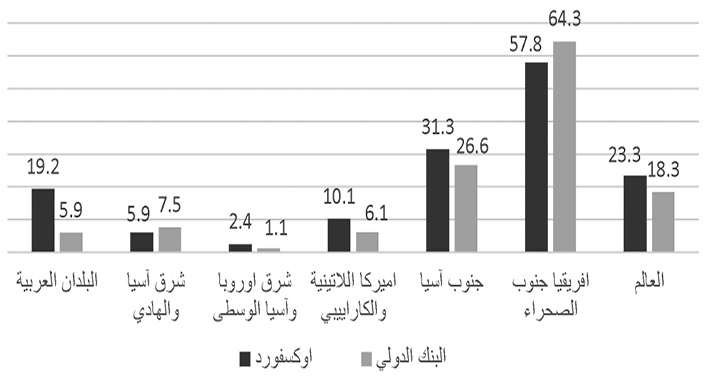 64.3
57.8
31.3
26.6
23.3
19.2
18.3
10.1
5.9
5.9
7.5
2.4
1.1
6.1
البلدان العربية
شرق آسيا
والهادي
شرق اوروبا
وآسيا الوسطى
اميركا اللاتينية
والكاراييبي
جنوب آسيا
افريقيا جنوب
الصحراء
العالم
اوكسفورد
البنك الدولي